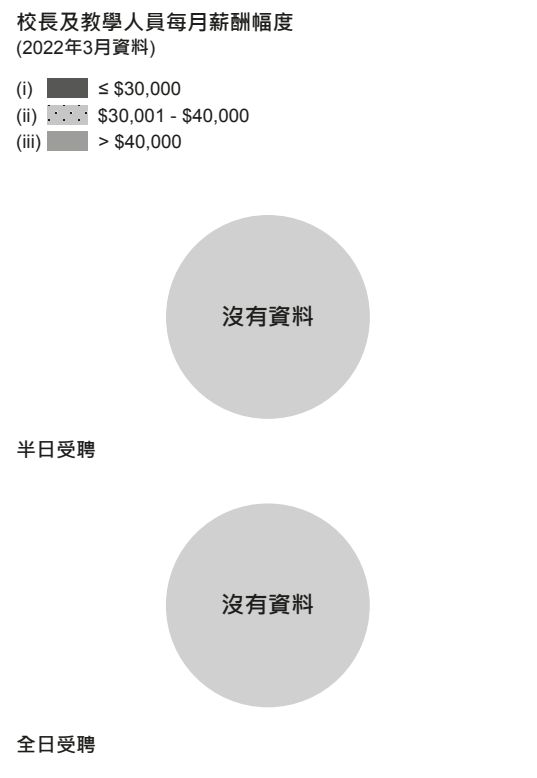 校長及教學人員每月薪酬幅度
(2022年3月資料)
(i) ≤ $30,000
(ii) $30,001 - $40,000
(iii) > $40,000
沒有資料
半日受聘
沒有資料
全日受聘